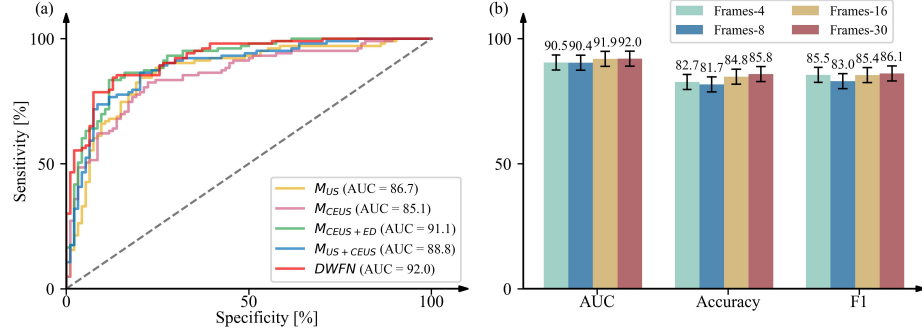 (a)
100
50
0
Sensitivity [%]
M_US (AUC = 86.7)
M_CEUS (AUC = 85.1)
M_CEUS+ED (AUC = 91.1)
M_US+CEUS (AUC = 88.8)
DWFN (AUC = 92.0)
0
50
100
Specificity [%]
(b)
Frames-4
Frames-16
Frames-8
Frames-30
100
50
0
90.5 90.4 91.9 92.0
82.7 81.7 84.8 85.8
85.5 83.0 85.4 86.1
AUC
Accuracy
F1